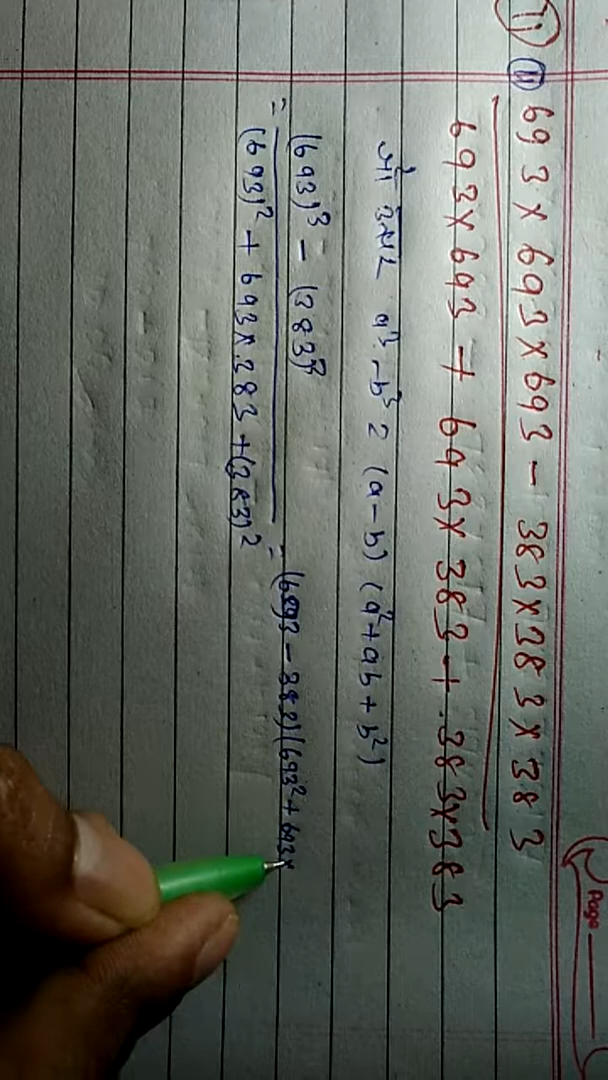 Page
(ii) 693 × 693 × 693 - 383 × 383 × 383
693 × 693 + 693 × 383 + 383 × 383
a³ - b³ = (a - b) (a² + ab + b²)
(693)³ - (383)³
= (693)² + 693 × 383 + (383)²
= (693 - 383) (693² + 693 ×